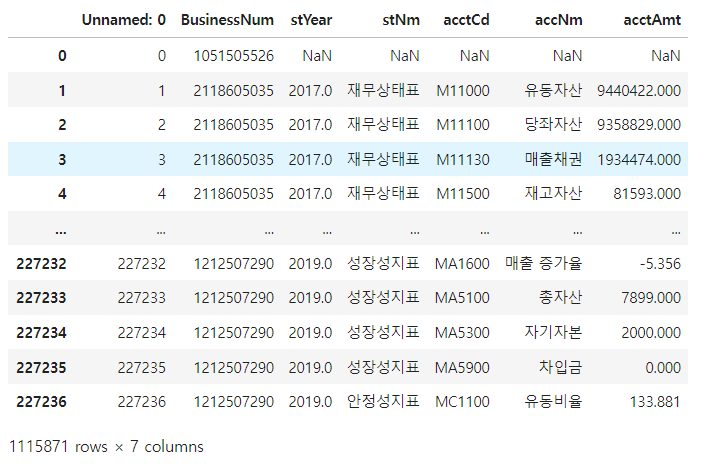 Unnamed: 0 BusinessNum stYear stNm acctCd accNm acctAmt
0 0 1051505526 NaN NaN NaN NaN NaN
1 1 2118605035 2017.0 재무상태표 M11000 유동자산 9440422.000
2 2 2118605035 2017.0 재무상태표 M11100 당좌자산 9358829.000
3 3 2118605035 2017.0 재무상태표 M11130 매출채권 1934474.000
4 4 2118605035 2017.0 재무상태표 M11500 재고자산 81593.000
... ... ... ... ... ... ... ...
227232 227232 1212507290 2019.0 성장성지표 MA1600 매출 증가율 -5.356
227233 227233 1212507290 2019.0 성장성지표 MA5100 총자산 7899.000
227234 227234 1212507290 2019.0 성장성지표 MA5300 자기자본 2000.000
227235 227235 1212507290 2019.0 성장성지표 MA5900 차입금 0.000
227236 227236 1212507290 2019.0 안정성지표 MC1100 유동비율 133.881
1115871 rows × 7 columns